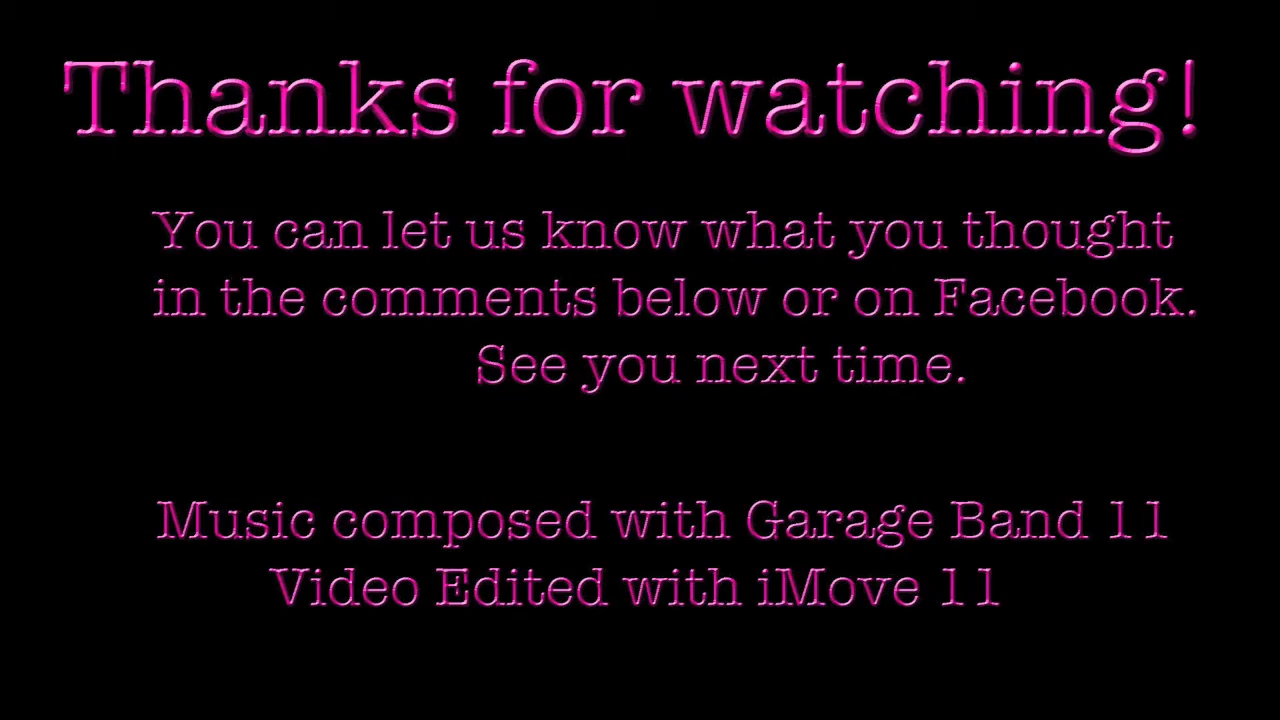 Thanks for watching!
You can let us know what you thought
in the comments below or on Facebook.
See you next time.
Music composed with Garage Band 11
Video Edited with iMove 11